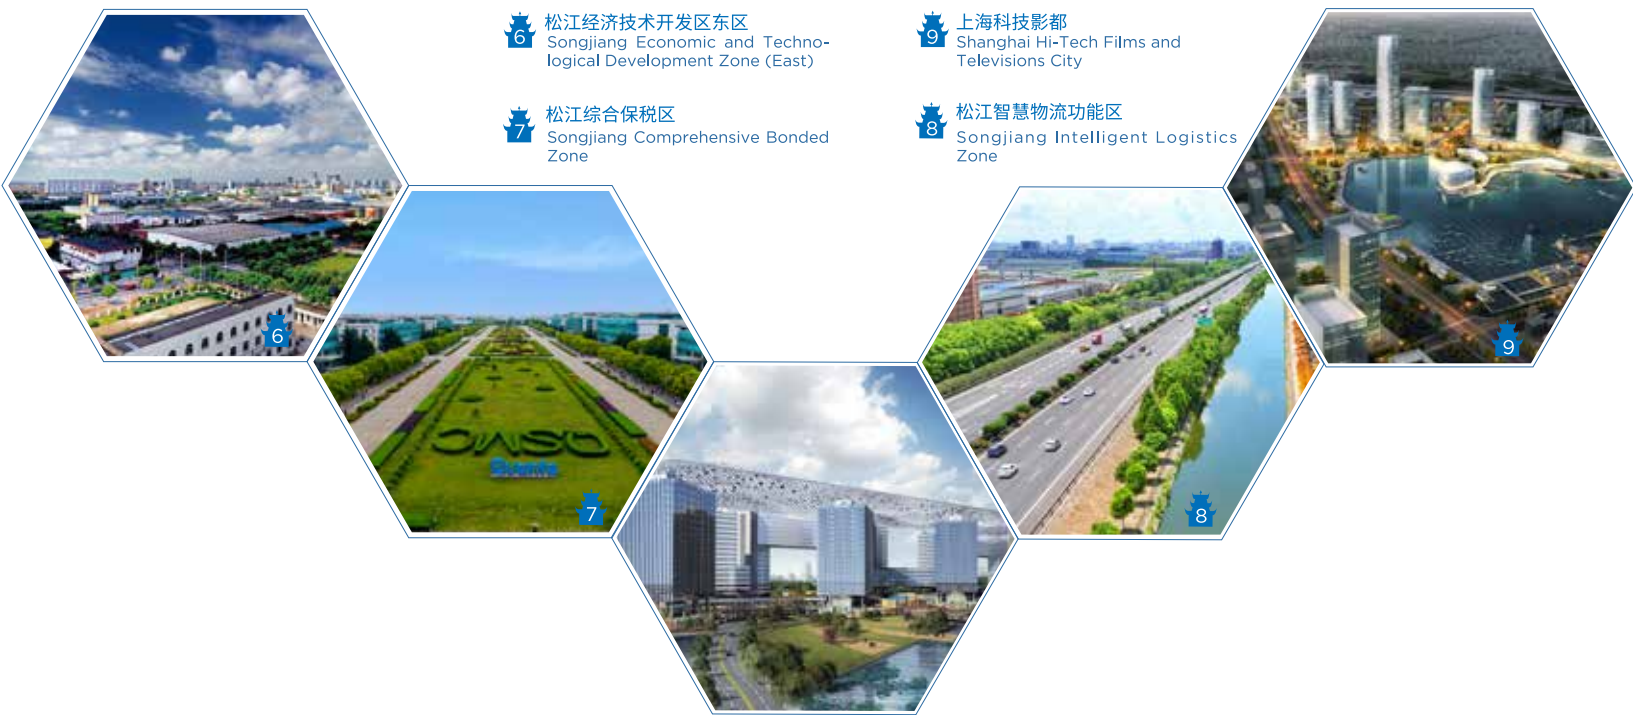 6
松江经济技术开发区东区
Songjiang Economic and Techno-
logical Development Zone (East)
7
松江综合保税区
Songjiang Comprehensive Bonded
Zone
9
上海科技影都
Shanghai Hi-Tech Films and
Televisions City
8
松江智慧物流功能区
Songjiang Intelligent Logistics
Zone
6
QSMC
Quanta
7
8
9